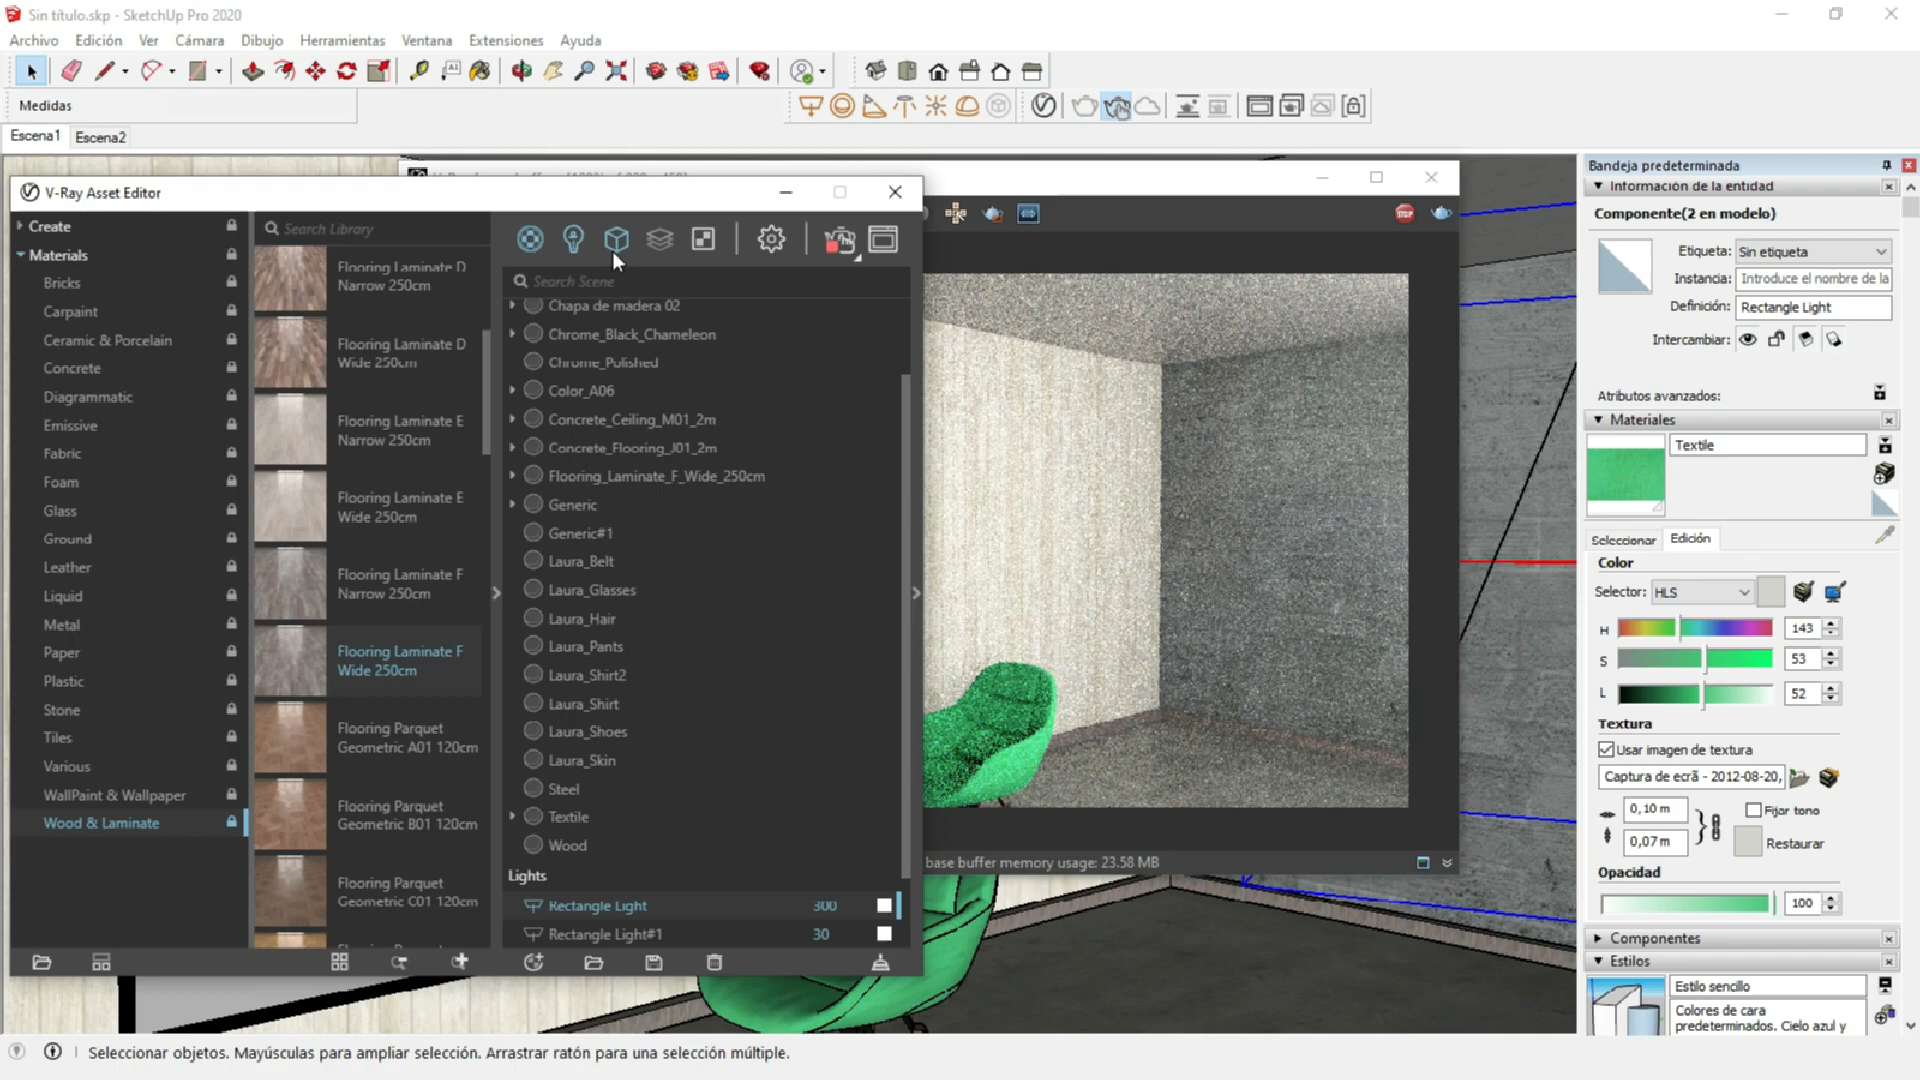 Sin título.skp - SketchUp Pro 2020
Archivo Edición Ver Cámara Dibujo Herramientas Ventana Extensiones Ayuda
Medidas
Escena1 Escena2
V-Ray Asset Editor
Create
Materials
Bricks
Carpaint
Ceramic & Porcelain
Concrete
Diagrammatic
Emissive
Fabric
Foam
Glass
Ground
Leather
Liquid
Metal
Paper
Plastic
Stone
Tiles
Various
WallPaint & Wallpaper
Wood & Laminate
Search Library
Flooring Laminate D
Narrow 250cm
Flooring Laminate D
Wide 250cm
Flooring Laminate E
Narrow 250cm
Flooring Laminate E
Wide 250cm
Flooring Laminate F
Narrow 250cm
Flooring Laminate F
Wide 250cm
Flooring Parquet
Geometric A01 120cm
Flooring Parquet
Geometric B01 120cm
Flooring Parquet
Geometric C01 120cm
Search Scene
Chapa de madera 02
Chrome_Black_Chameleon
Chrome_Polished
Color_A06
Concrete_Ceiling_M01_2m
Concrete_Flooring_J01_2m
Flooring_Laminate_F_Wide_250cm
Generic
Generic#1
Laura_Belt
Laura_Glasses
Laura_Hair
Laura_Pants
Laura_Shirt2
Laura_Shirt
Laura_Shoes
Laura_Skin
Steel
Textile
Wood
Lights
Rectangle Light 300
Rectangle Light#1 30
STOP
base buffer memory usage: 23.58 MB
Bandeja predeterminada
Información de la entidad
Componente(2 en modelo)
Etiqueta: Sin etiqueta
Instancia: Introduce el nombre de la
Definición: Rectangle Light
Intercambiar:
Atributos avanzados:
Materiales
Textile
Seleccionar Edición
Color
Selector: HLS
H 143
S 53
L 52
Textura
Usar imagen de textura
Captura de ecrã - 2012-08-20,
0,10 m Fijar tono
0,07 m Restaurar
Opacidad
100
Componentes
Estilos
Estilo sencillo
Colores de cara
predeterminados. Cielo azul y
Seleccionar objetos. Mayúsculas para ampliar selección. Arrastrar ratón para una selección múltiple.